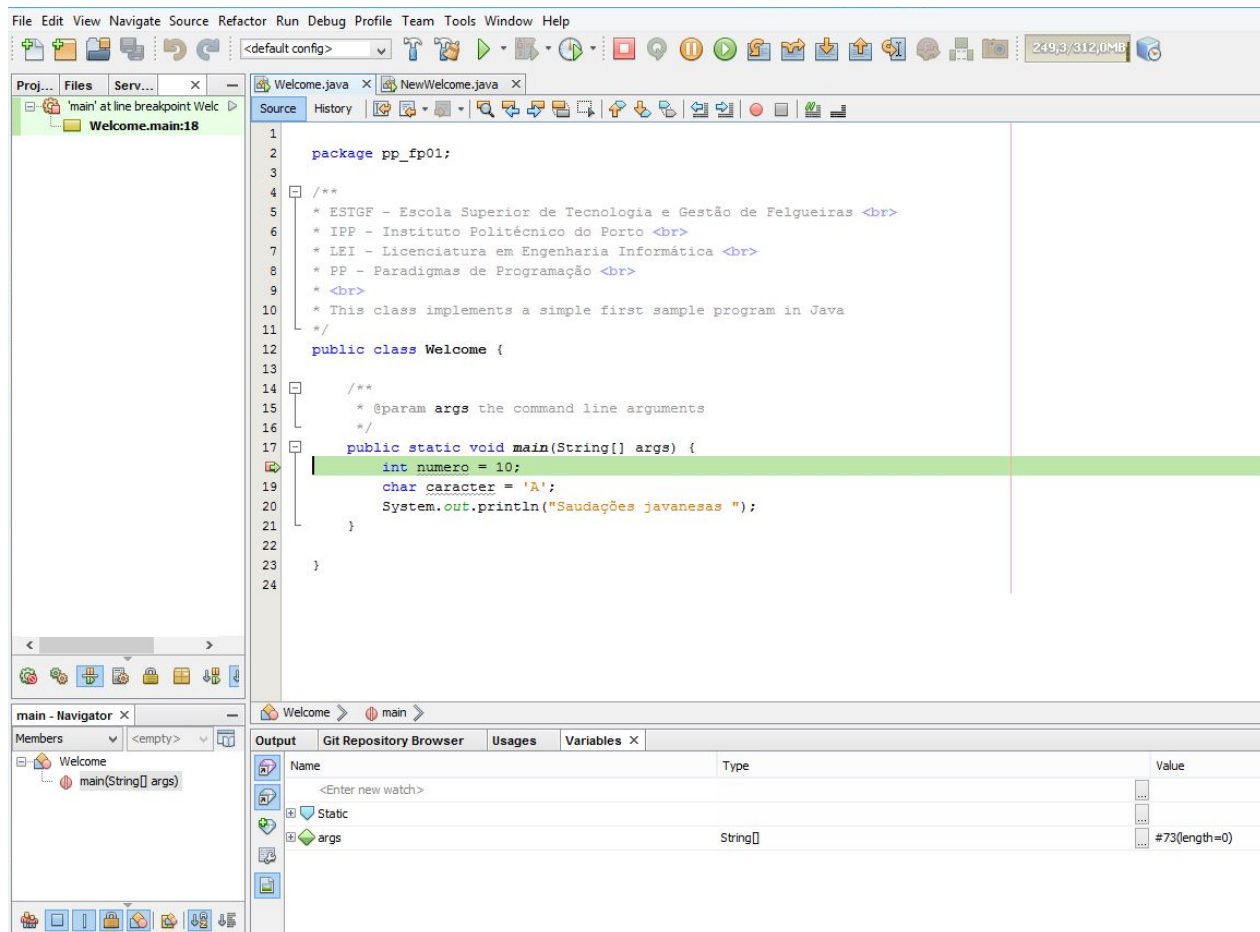 File Edit View Navigate Source Refactor Run Debug Profile Team Tools Window Help
<default config>
249,3/312,0MB
Proj... Files Serv... X
'main' at line breakpoint Welc
Welcome.main:18
Welcome.java X NewWelcome.java X
Source History
1
2 package pp_fp01;
3
4 /**
5 * ESTGF - Escola Superior de Tecnologia e Gestão de Felgueiras <br>
6 * IPP - Instituto Politécnico do Porto <br>
7 * LEI - Licenciatura em Engenharia Informática <br>
8 * PP - Paradigmas de Programação <br>
9 * <br>
10 * This class implements a simple first sample program in Java
11 */
12 public class Welcome {
13
14 /**
15 * @param args the command line arguments
16 */
17 public static void main(String[] args) {
int numero = 10;
19 char caracter = 'A';
20 System.out.println("Saudações javanesas ");
21 }
22
23 }
24
main - Navigator X
Members <empty>
Welcome
main(String[] args)
Welcome main
Output Git Repository Browser Usages Variables X
Name Type Value
<Enter new watch> ...
Static ...
args String[] ... #73(length=0)